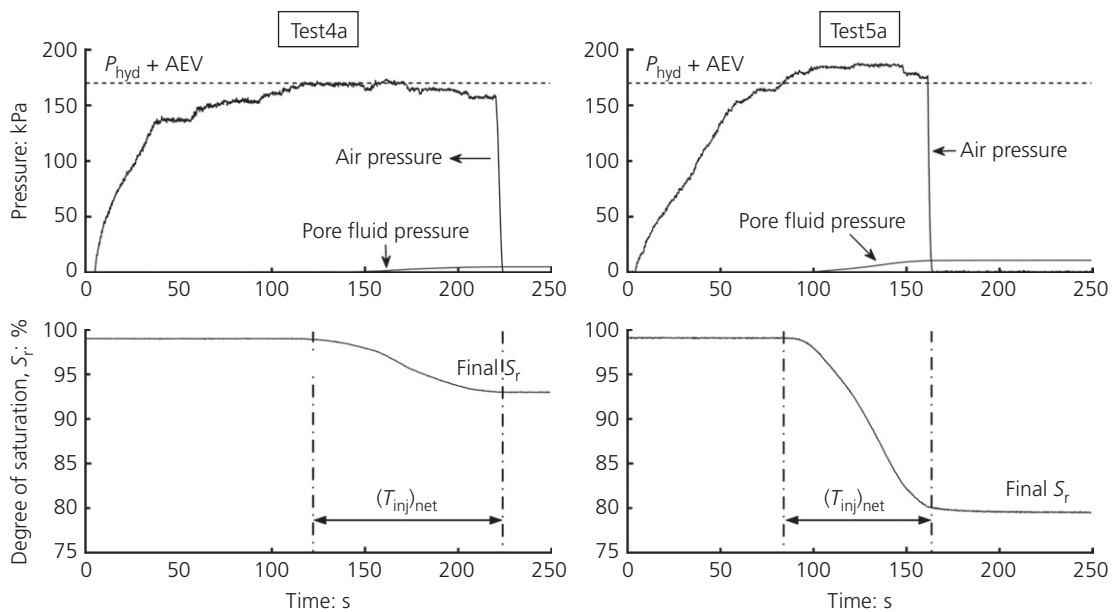 Test4a
Test5a
200
P_hyd + AEV
150
100
50
0
Pressure: kPa
Air pressure
Pore fluid pressure
0 50 100 150 200 250
200
P_hyd + AEV
150
100
50
0
Air pressure
Pore fluid pressure
0 50 100 150 200 250
100
95
90
85
80
75
Degree of saturation, S_r: %
Final S_r
(T_inj)_net
0 50 100 150 200 250
Time: s
100
95
90
85
80
75
(T_inj)_net
Final S_r
0 50 100 150 200 250
Time: s